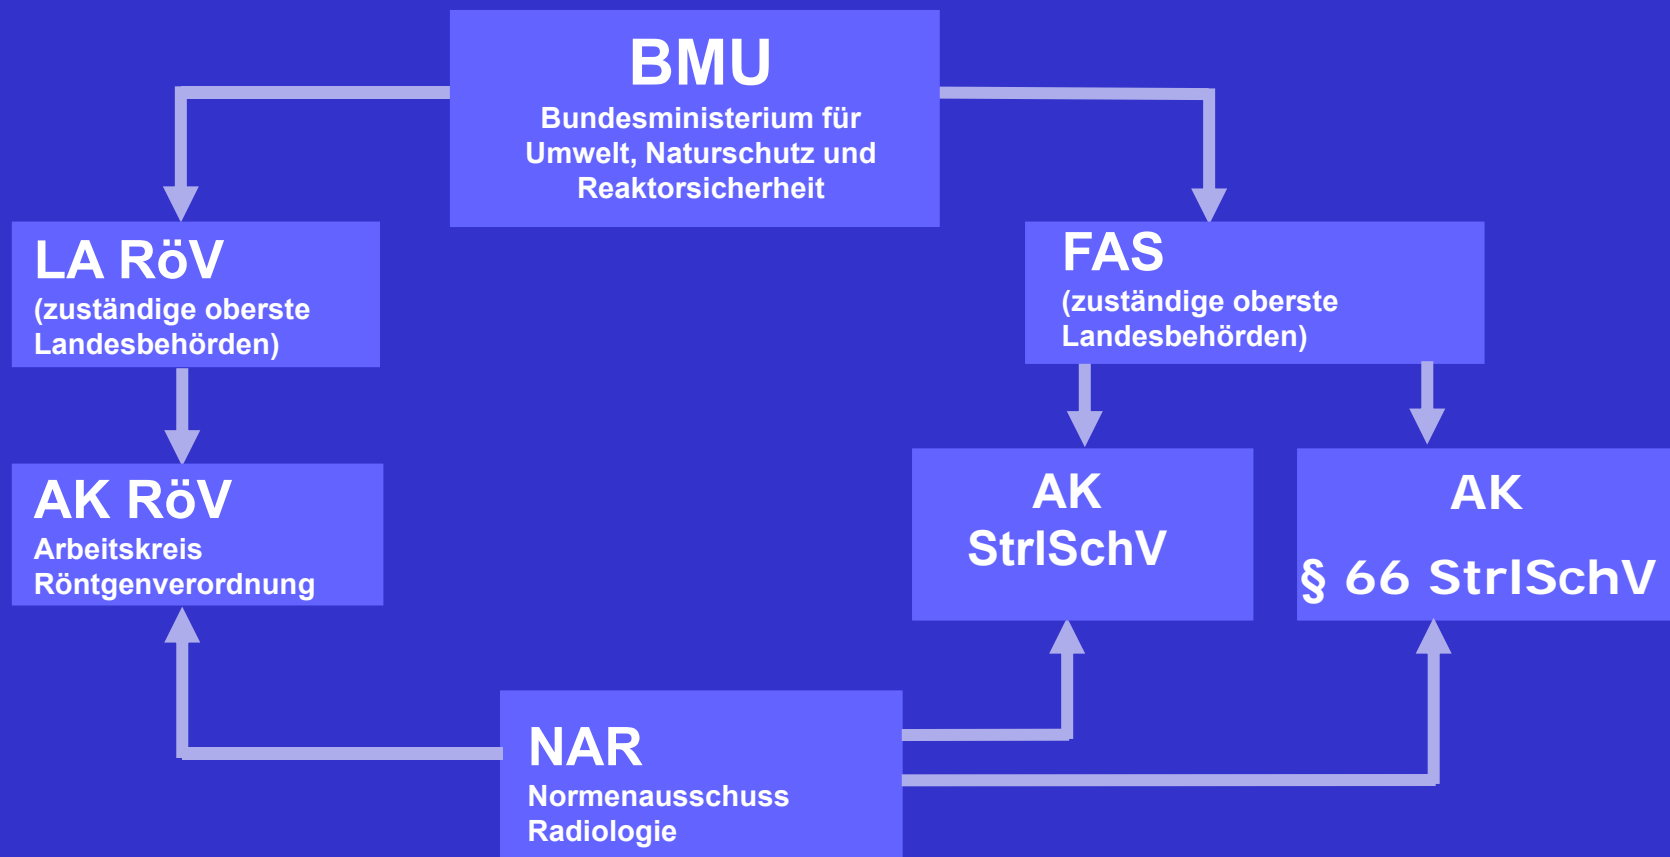 BMU
Bundesministerium für
Umwelt, Naturschutz und
Reaktorsicherheit
LA RöV
(zuständige oberste
Landesbehörden)
FAS
(zuständige oberste
Landesbehörden)
AK RöV
Arbeitskreis
Röntgenverordnung
AK
StrlSchV
AK
§ 66 StrlSchV
NAR
Normenausschuss
Radiologie